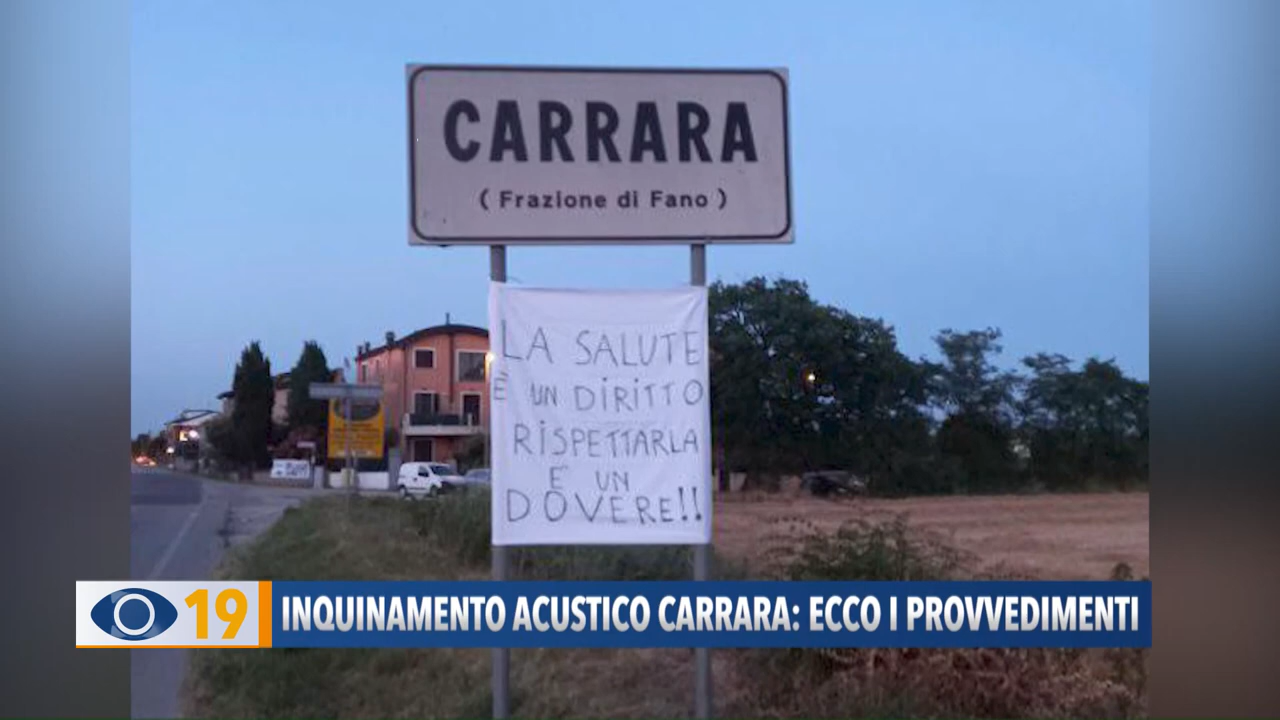 CARRARA
( Frazione di Fano )
LA SALUTE
È UN DIRITTO
RISPETTARLA
E' UN
DOVERE!!
19 INQUINAMENTO ACUSTICO CARRARA: ECCO I PROVVEDIMENTI